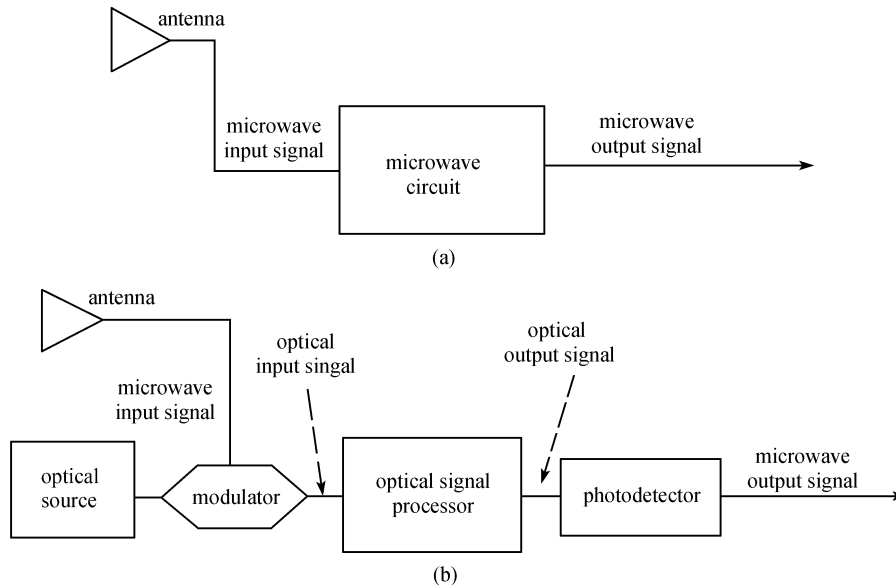 antenna
microwave
input signal
microwave
circuit
microwave
output signal
(a)
antenna
microwave
input signal
optical
input singal
optical
output signal
optical
source
modulator
optical signal
processor
photodetector
microwave
output signal
(b)